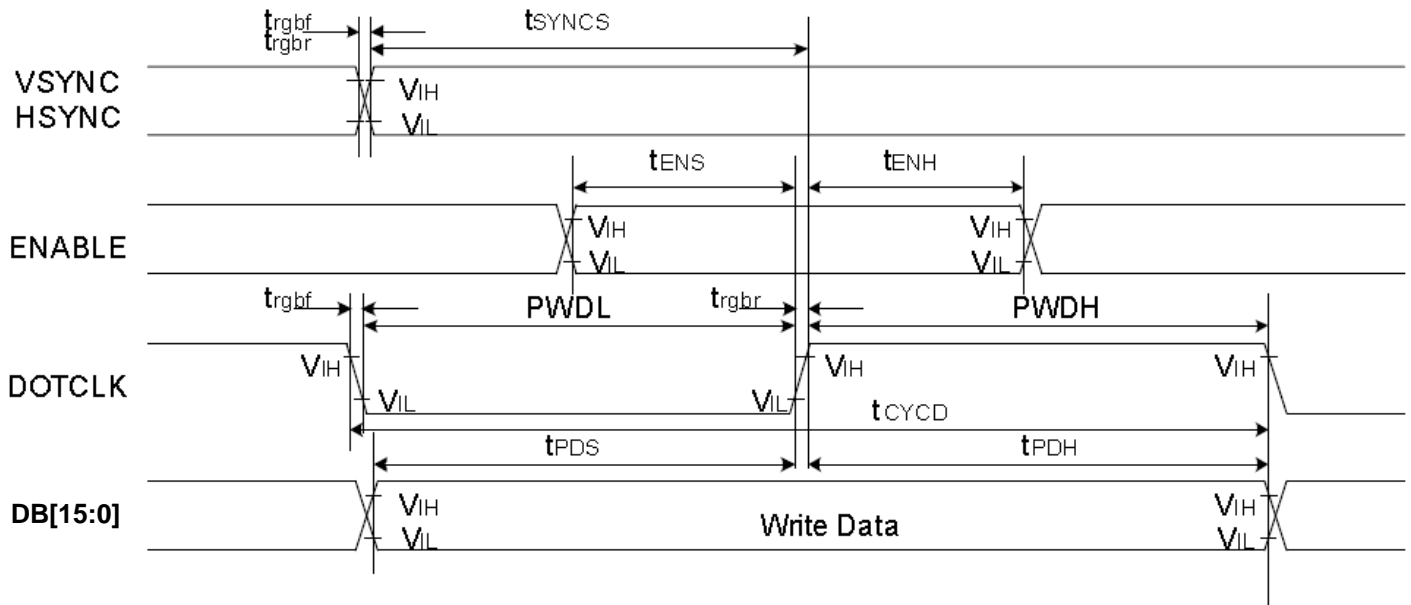 trgbf
trgbr
tSYNCS
VSYNC
HSYNC
VIH
VIL
tENS
tENH
ENABLE
VIH
VIL
VIH
VIL
trgbf
PWDL
trgbr
PWDH
DOTCLK
VIH
VIL
VIL
VIH
VIH
tCYCD
tPDS
tPDH
DB[15:0]
VIH
VIL
Write Data
VIH
VIL